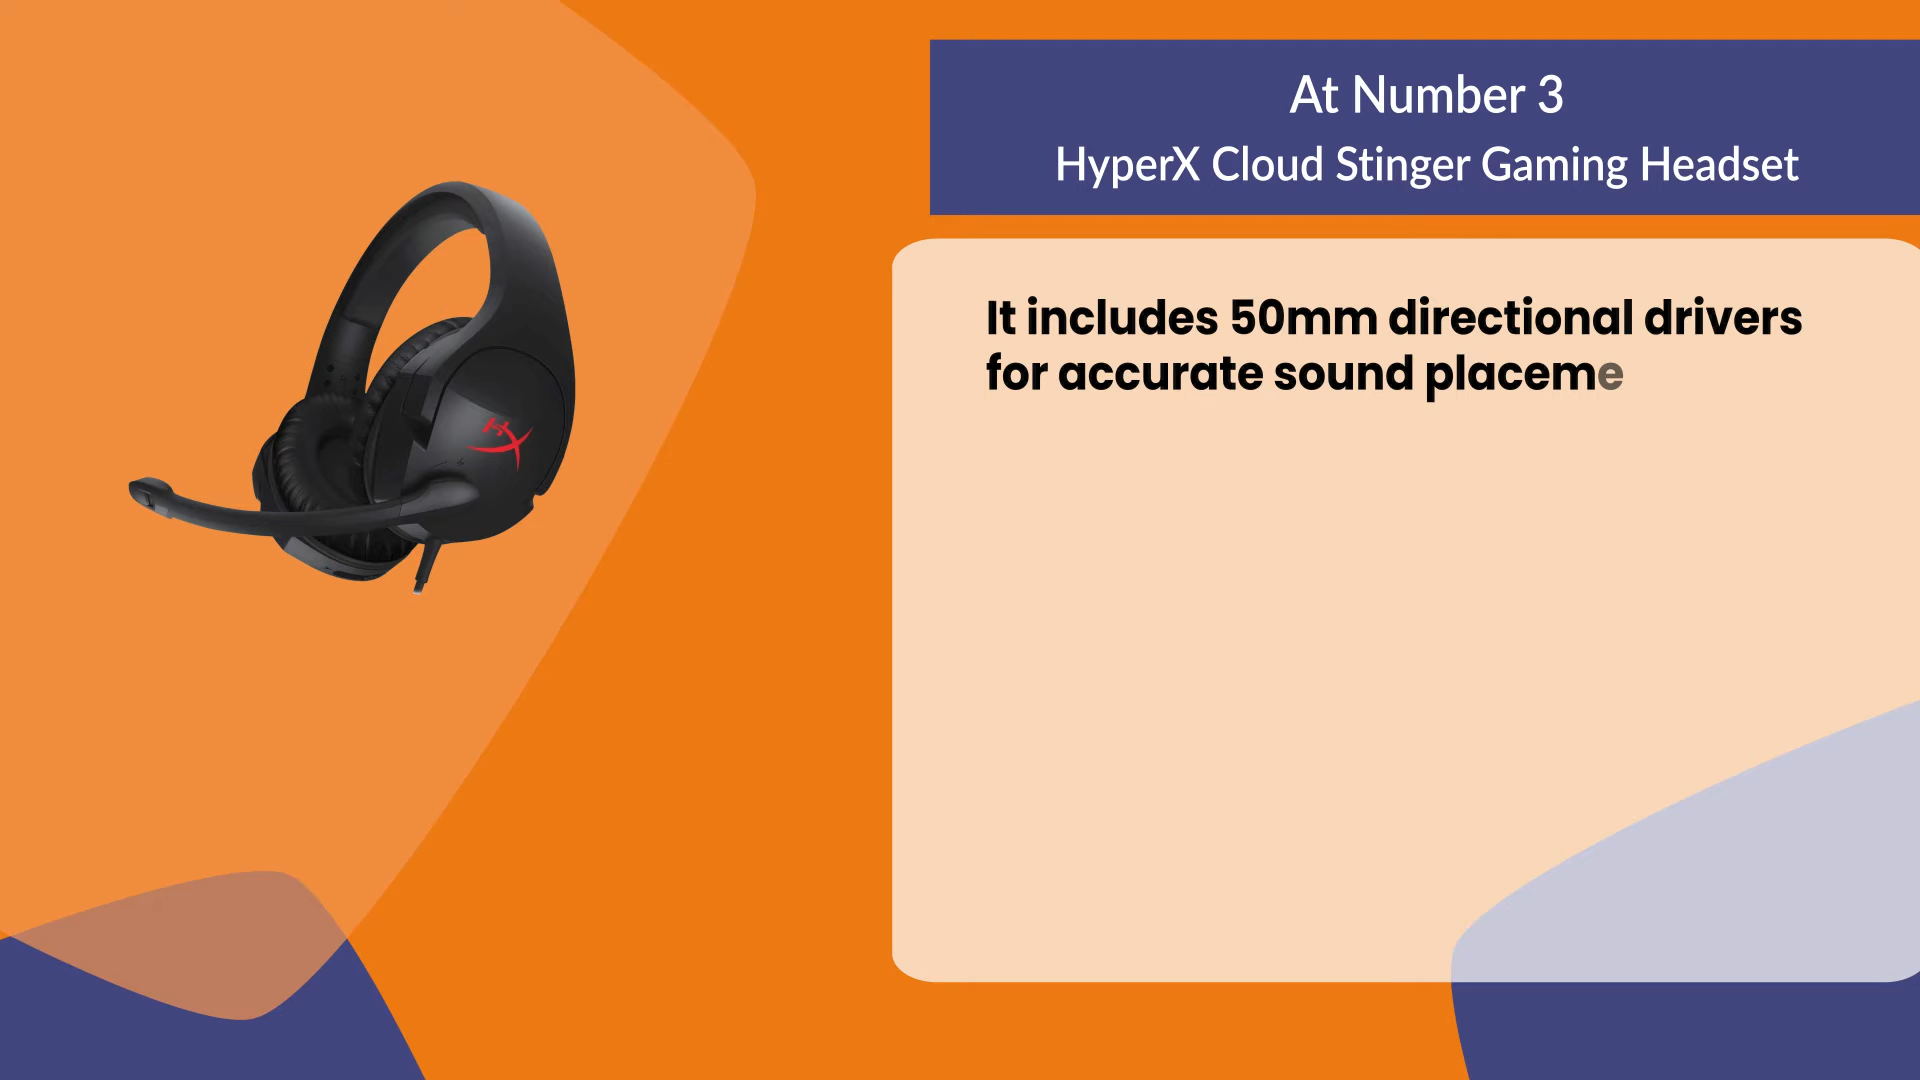 At Number 3
HyperX Cloud Stinger Gaming Headset
It includes 50mm directional drivers
for accurate sound placeme